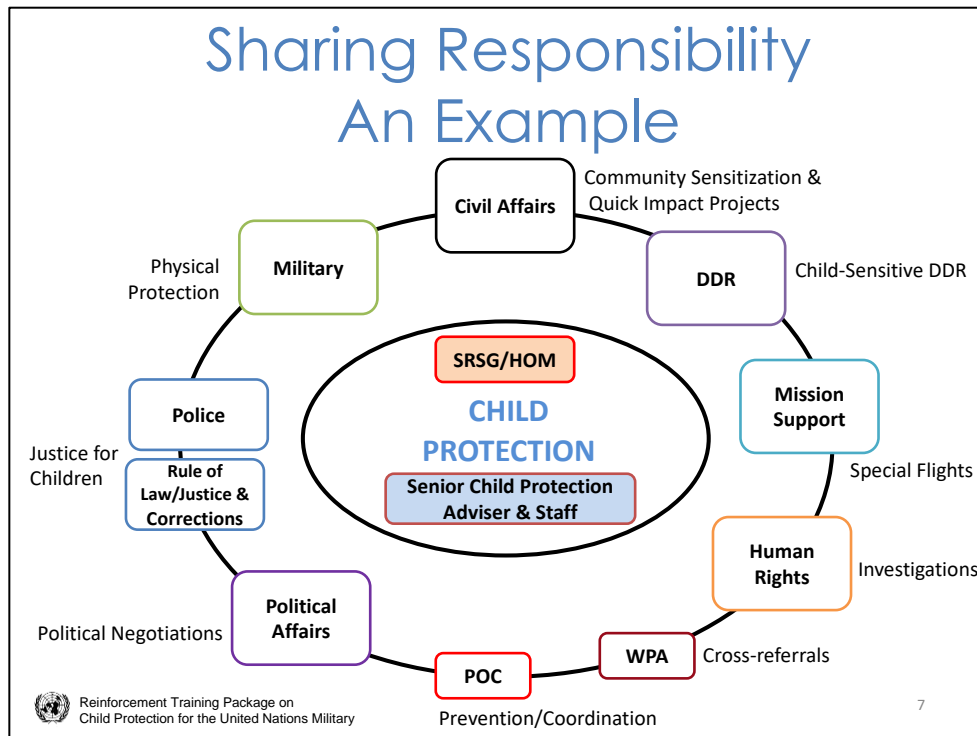 Sharing Responsibility
An Example
Civil Affairs
Community Sensitization &
Quick Impact Projects
Military
Physical
Protection
DDR
Child-Sensitive DDR
SRSG/HOM
CHILD
PROTECTION
Senior Child Protection
Adviser & Staff
Mission
Support
Special Flights
Police
Justice for
Children
Rule of
Law/Justice &
Corrections
Human
Rights
Investigations
Political
Affairs
Political Negotiations
WPA
Cross-referrals
POC
Prevention/Coordination
Reinforcement Training Package on
Child Protection for the United Nations Military
7